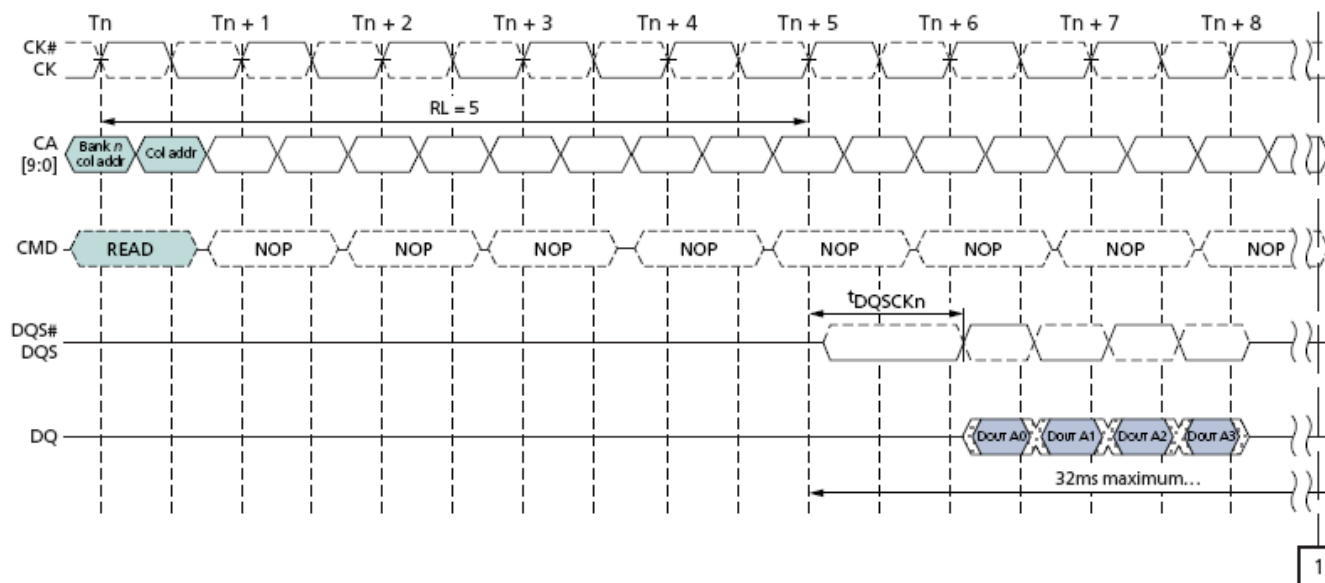 Tn Tn + 1 Tn + 2 Tn + 3 Tn + 4 Tn + 5 Tn + 6 Tn + 7 Tn + 8
CK#
CK
RL = 5
CA
[9:0]
Bank n
col addr
Col addr
CMD READ NOP NOP NOP NOP NOP NOP NOP NOP
tDQSCKn
DQS#
DQS
DQ DOUT A0 DOUT A1 DOUT A2 DOUT A3
32ms maximum…
1